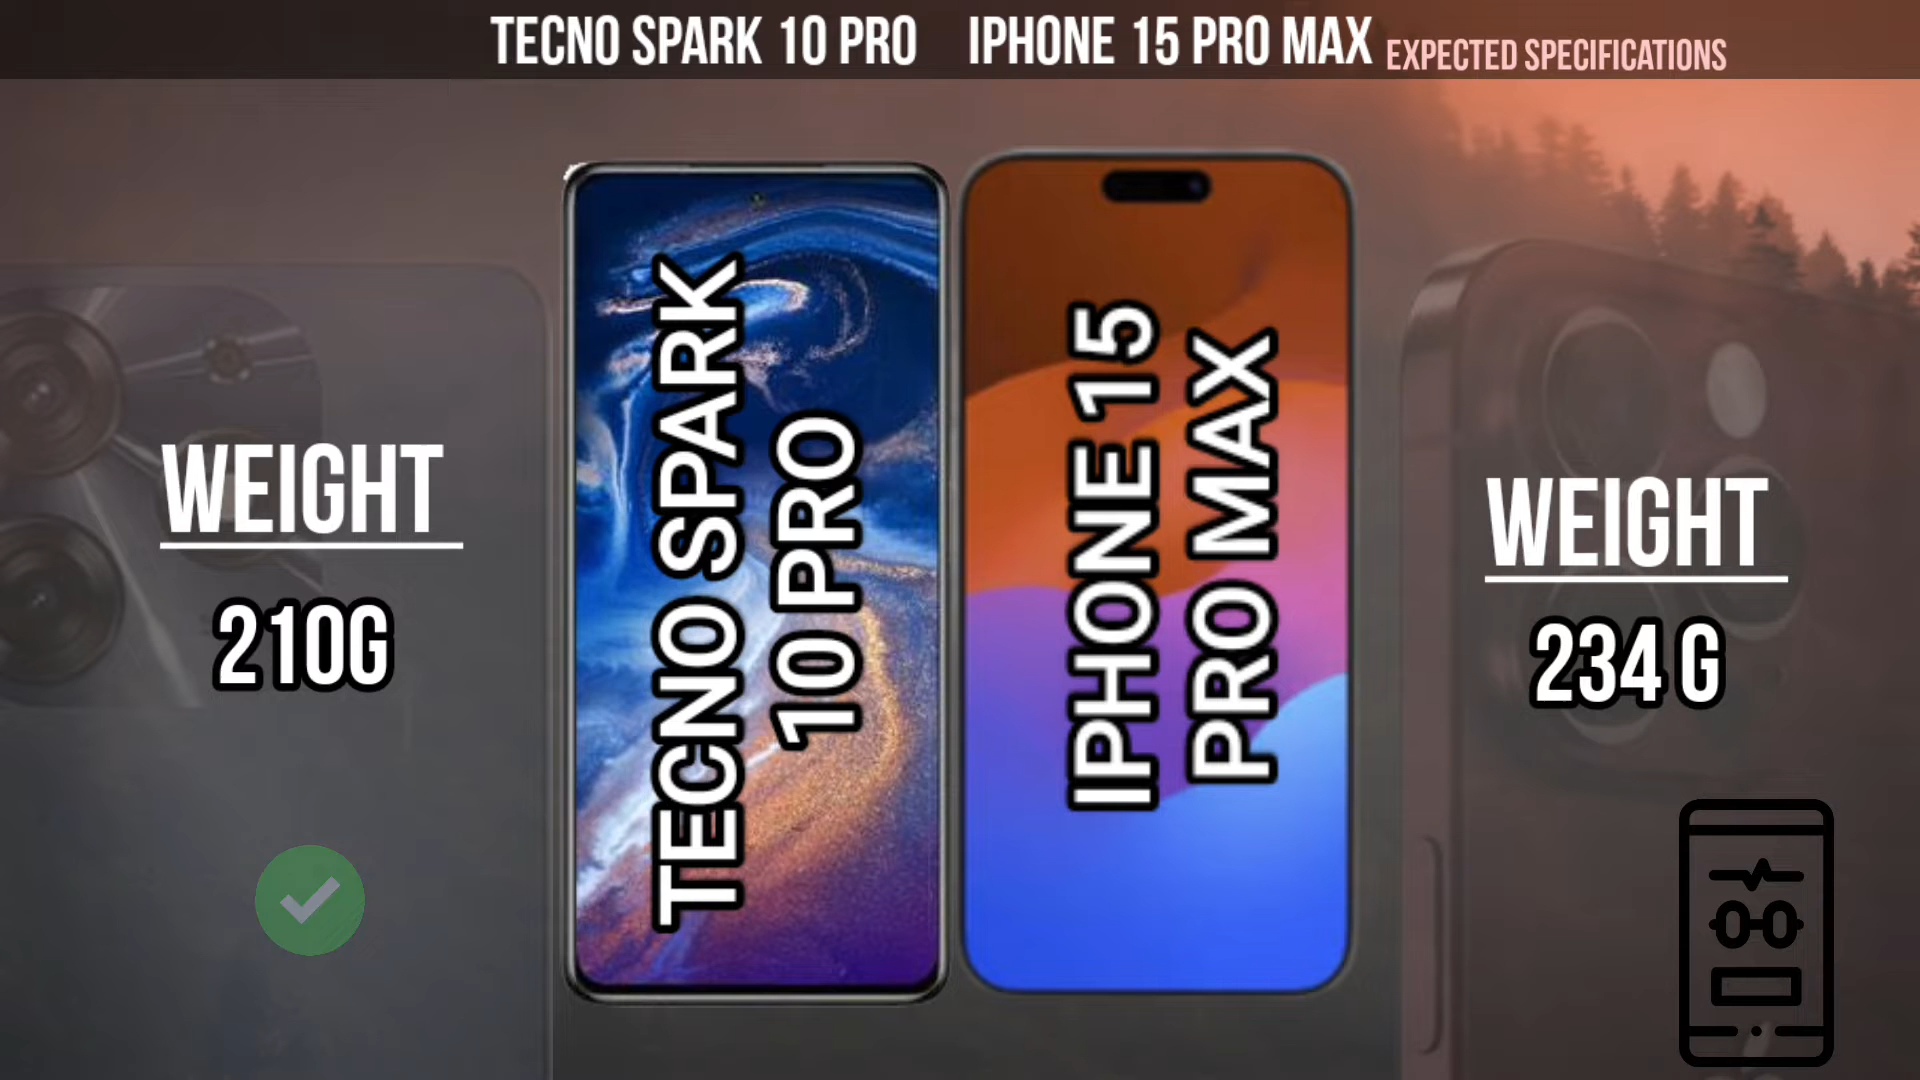 TECNO SPARK 10 PRO IPHONE 15 PRO MAX EXPECTED SPECIFICATIONS
WEIGHT
210G
TECNO SPARK
10 PRO
IPHONE 15
PRO MAX
WEIGHT
234 G